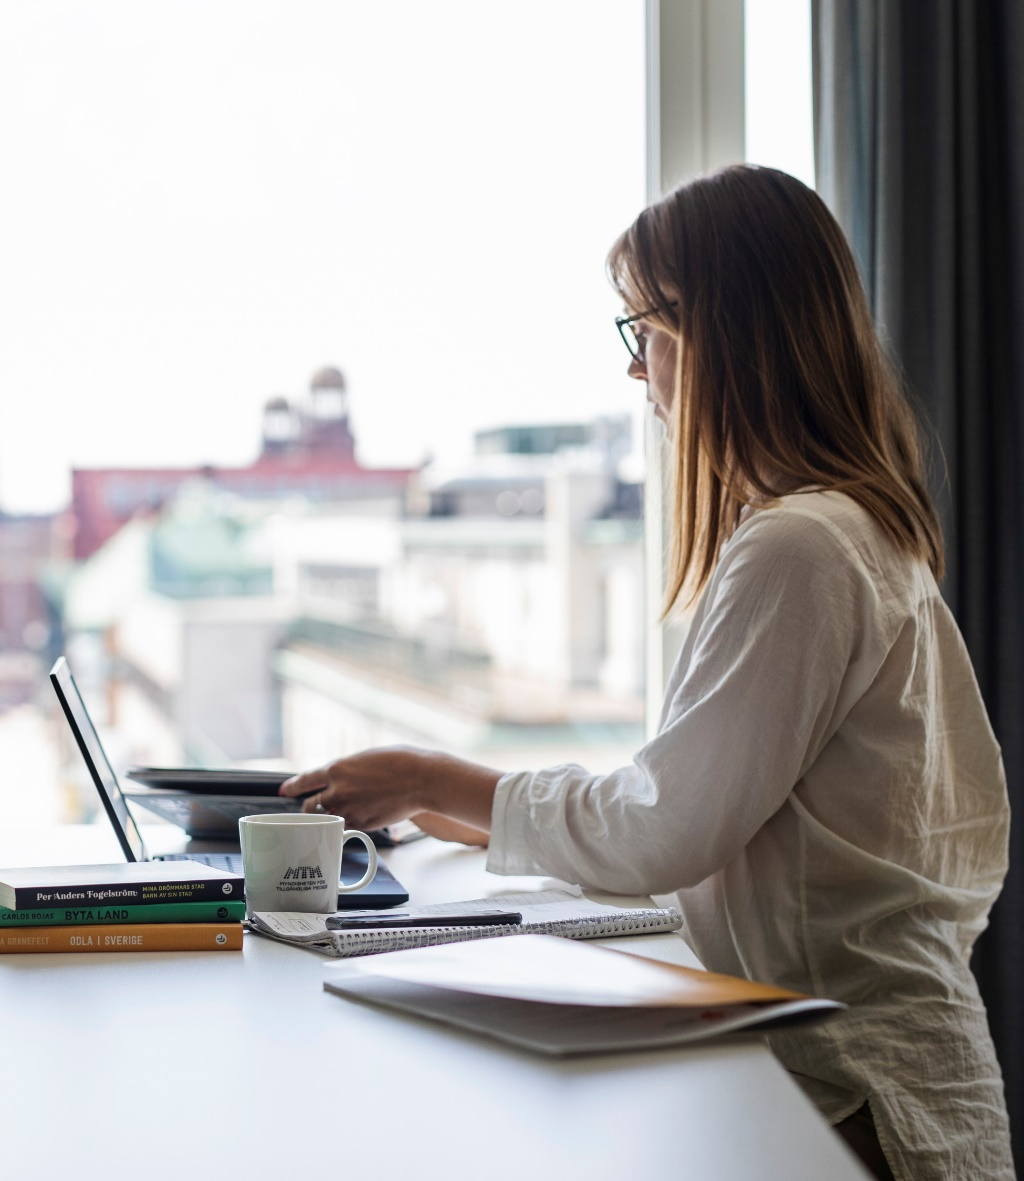 MTM
MYNDIGHETEN FÖR
TILLGÄNGLIGA MEDIER
Per Anders Fogelström:
MINA DRÖMMARS STAD
BARN AV SIN STAD
CARLOS ROJAS BYTA LAND
GRANEFELT ODLA I SVERIGE